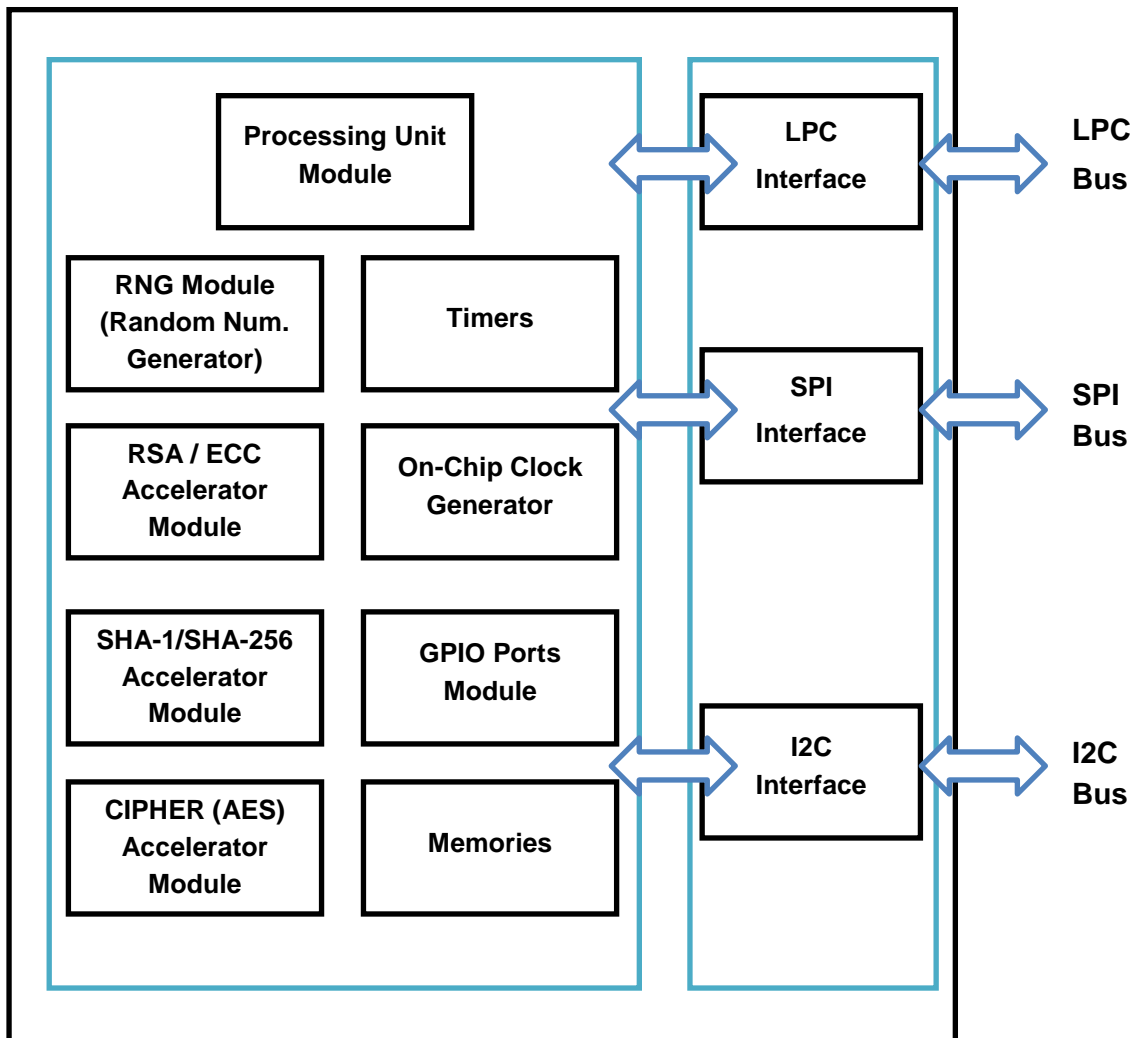 Processing Unit
Module
RNG Module
(Random Num.
Generator)
Timers
RSA / ECC
Accelerator
Module
On-Chip Clock
Generator
SHA-1/SHA-256
Accelerator
Module
GPIO Ports
Module
CIPHER (AES)
Accelerator
Module
Memories
LPC
Interface
SPI
Interface
I2C
Interface
LPC
Bus
SPI
Bus
I2C
Bus